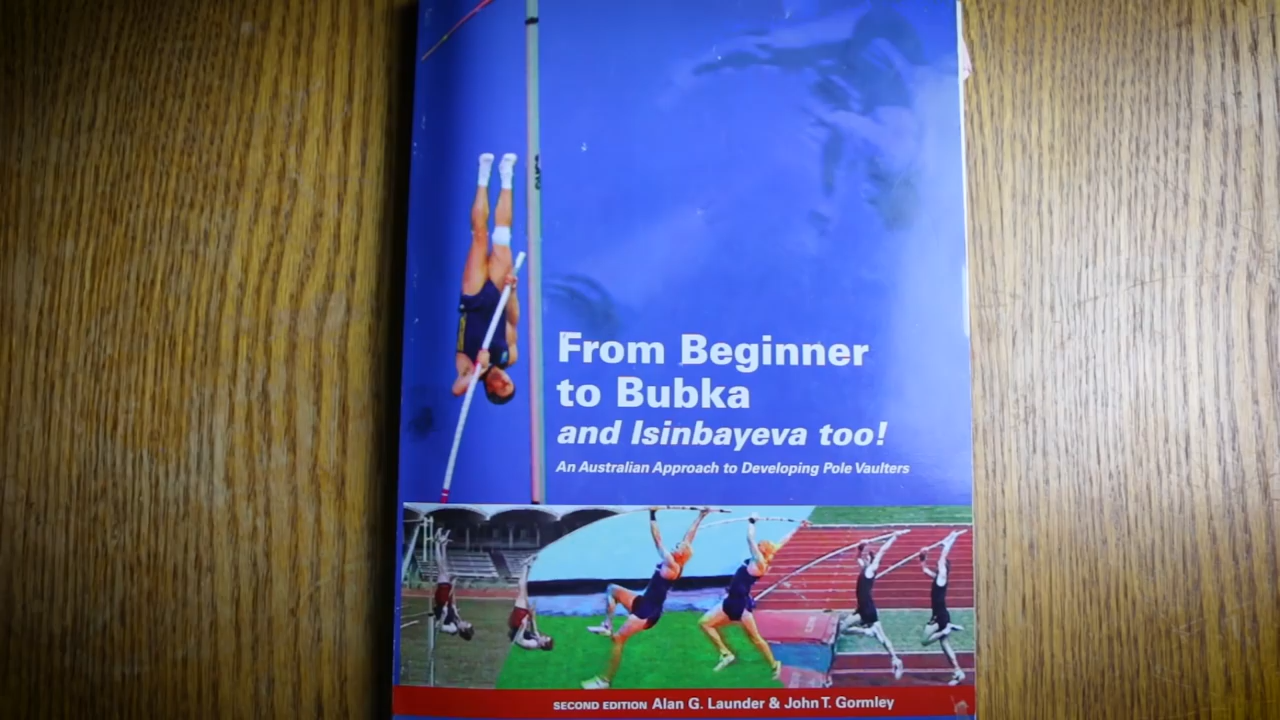 From Beginner
to Bubka
and Isinbayeva too!
An Australian Approach to Developing Pole Vaulters
SECOND EDITION Alan G. Launder & John T. Gormley